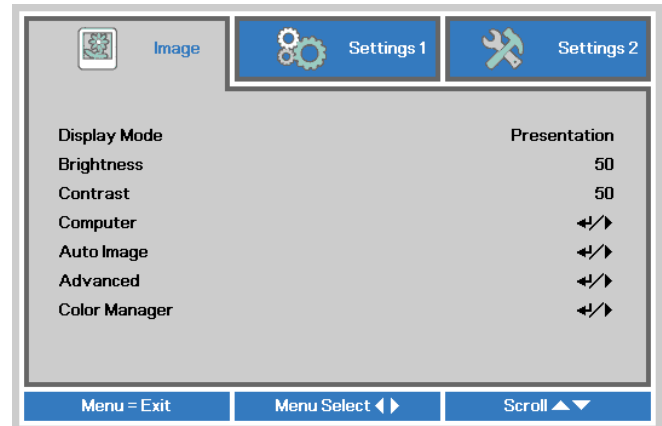 Image Settings 1 Settings 2
Display Mode Presentation
Brightness 50
Contrast 50
Computer ↵/▶
Auto Image ↵/▶
Advanced ↵/▶
Color Manager ↵/▶
Menu = Exit Menu Select ◀▶ Scroll ▲▼